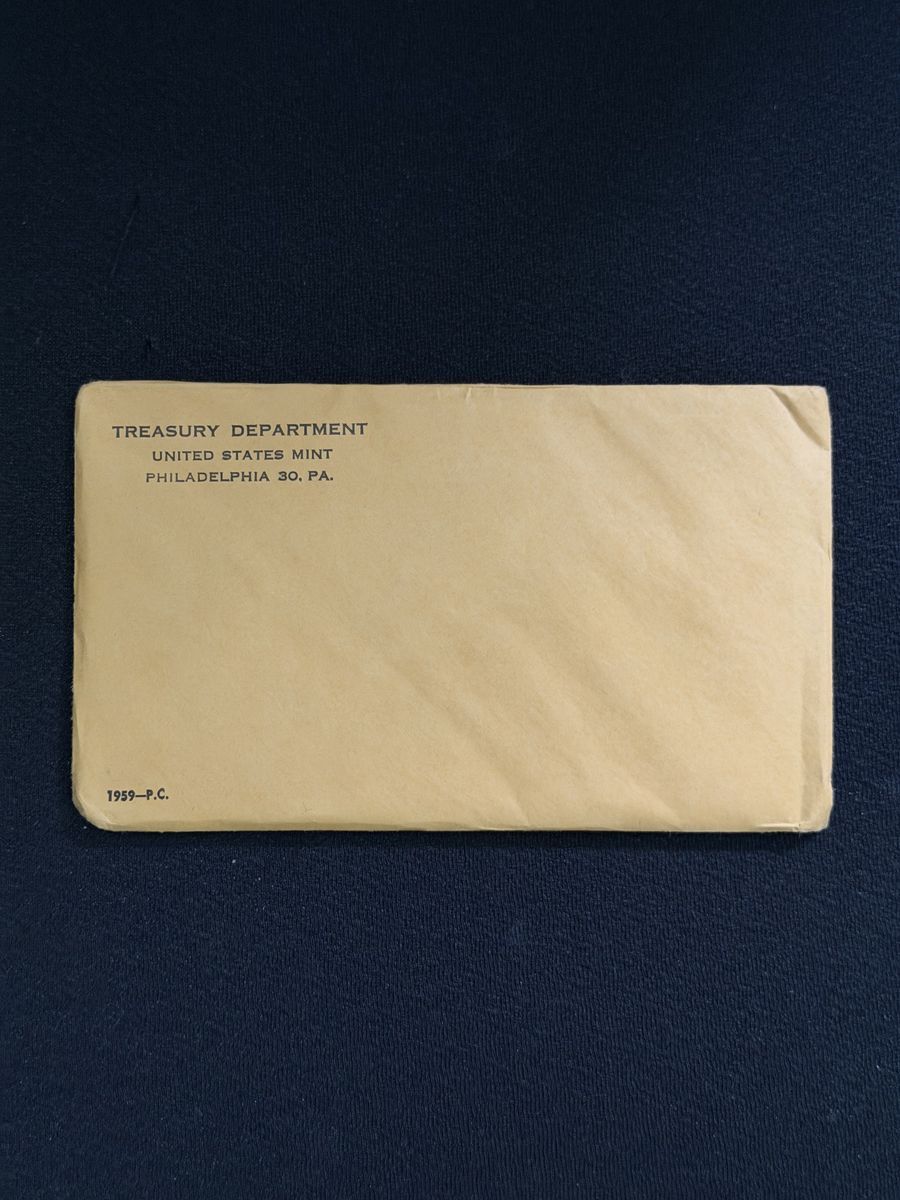 TREASURY DEPARTMENT
UNITED STATES MINT
PHILADELPHIA 30, PA.
1959—P.C.